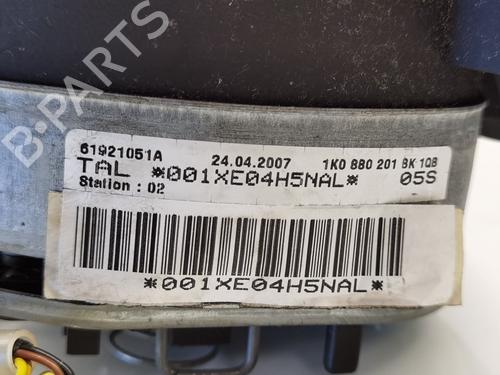 B-PARTS
61921051A 24.04.2007 1K0 880 201 BK 1QB
TAL *001XE04H5NAL* 05S
Station : 02
*001XE04H5NAL*